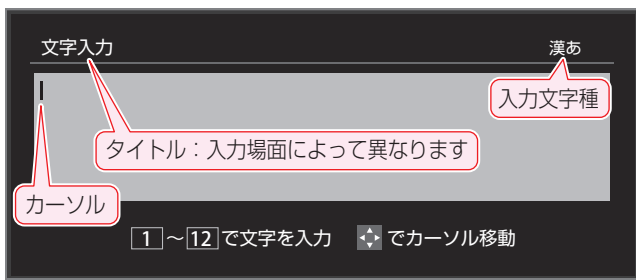 文字入力
漢あ
入力文字種
タイトル：入力場面によって異なります
カーソル
1～12で文字を入力 でカーソル移動